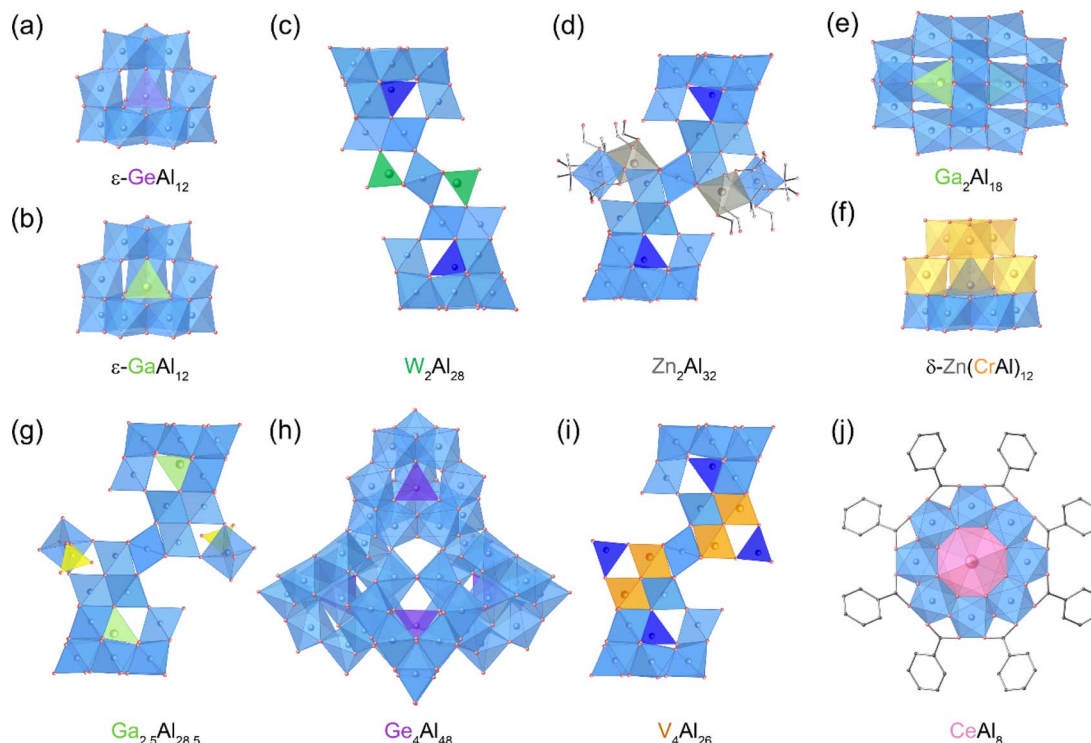 (a)
ε-GeAl₁₂
(b)
ε-GaAl₁₂
(c)
W₂Al₂₈
(d)
Zn₂Al₃₂
(e)
Ga₂Al₁₈
(f)
δ-Zn(CrAl)₁₂
(g)
Ga₂.₅Al₂₈.₅
(h)
Ge₄Al₄₈
(i)
V₄Al₂₆
(j)
CeAl₈